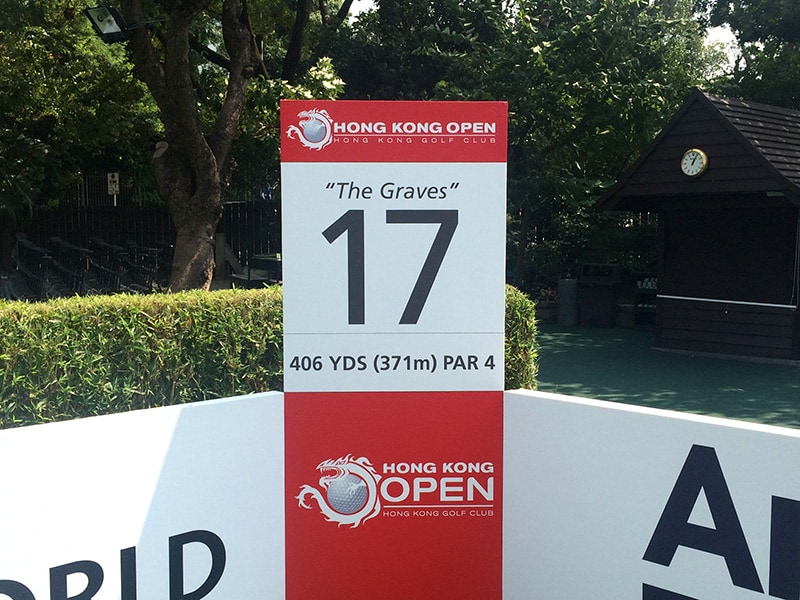 HONG KONG OPEN
HONG KONG GOLF CLUB
"The Graves"
17
406 YDS (371m) PAR 4
HONG KONG
OPEN
HONG KONG GOLF CLUB